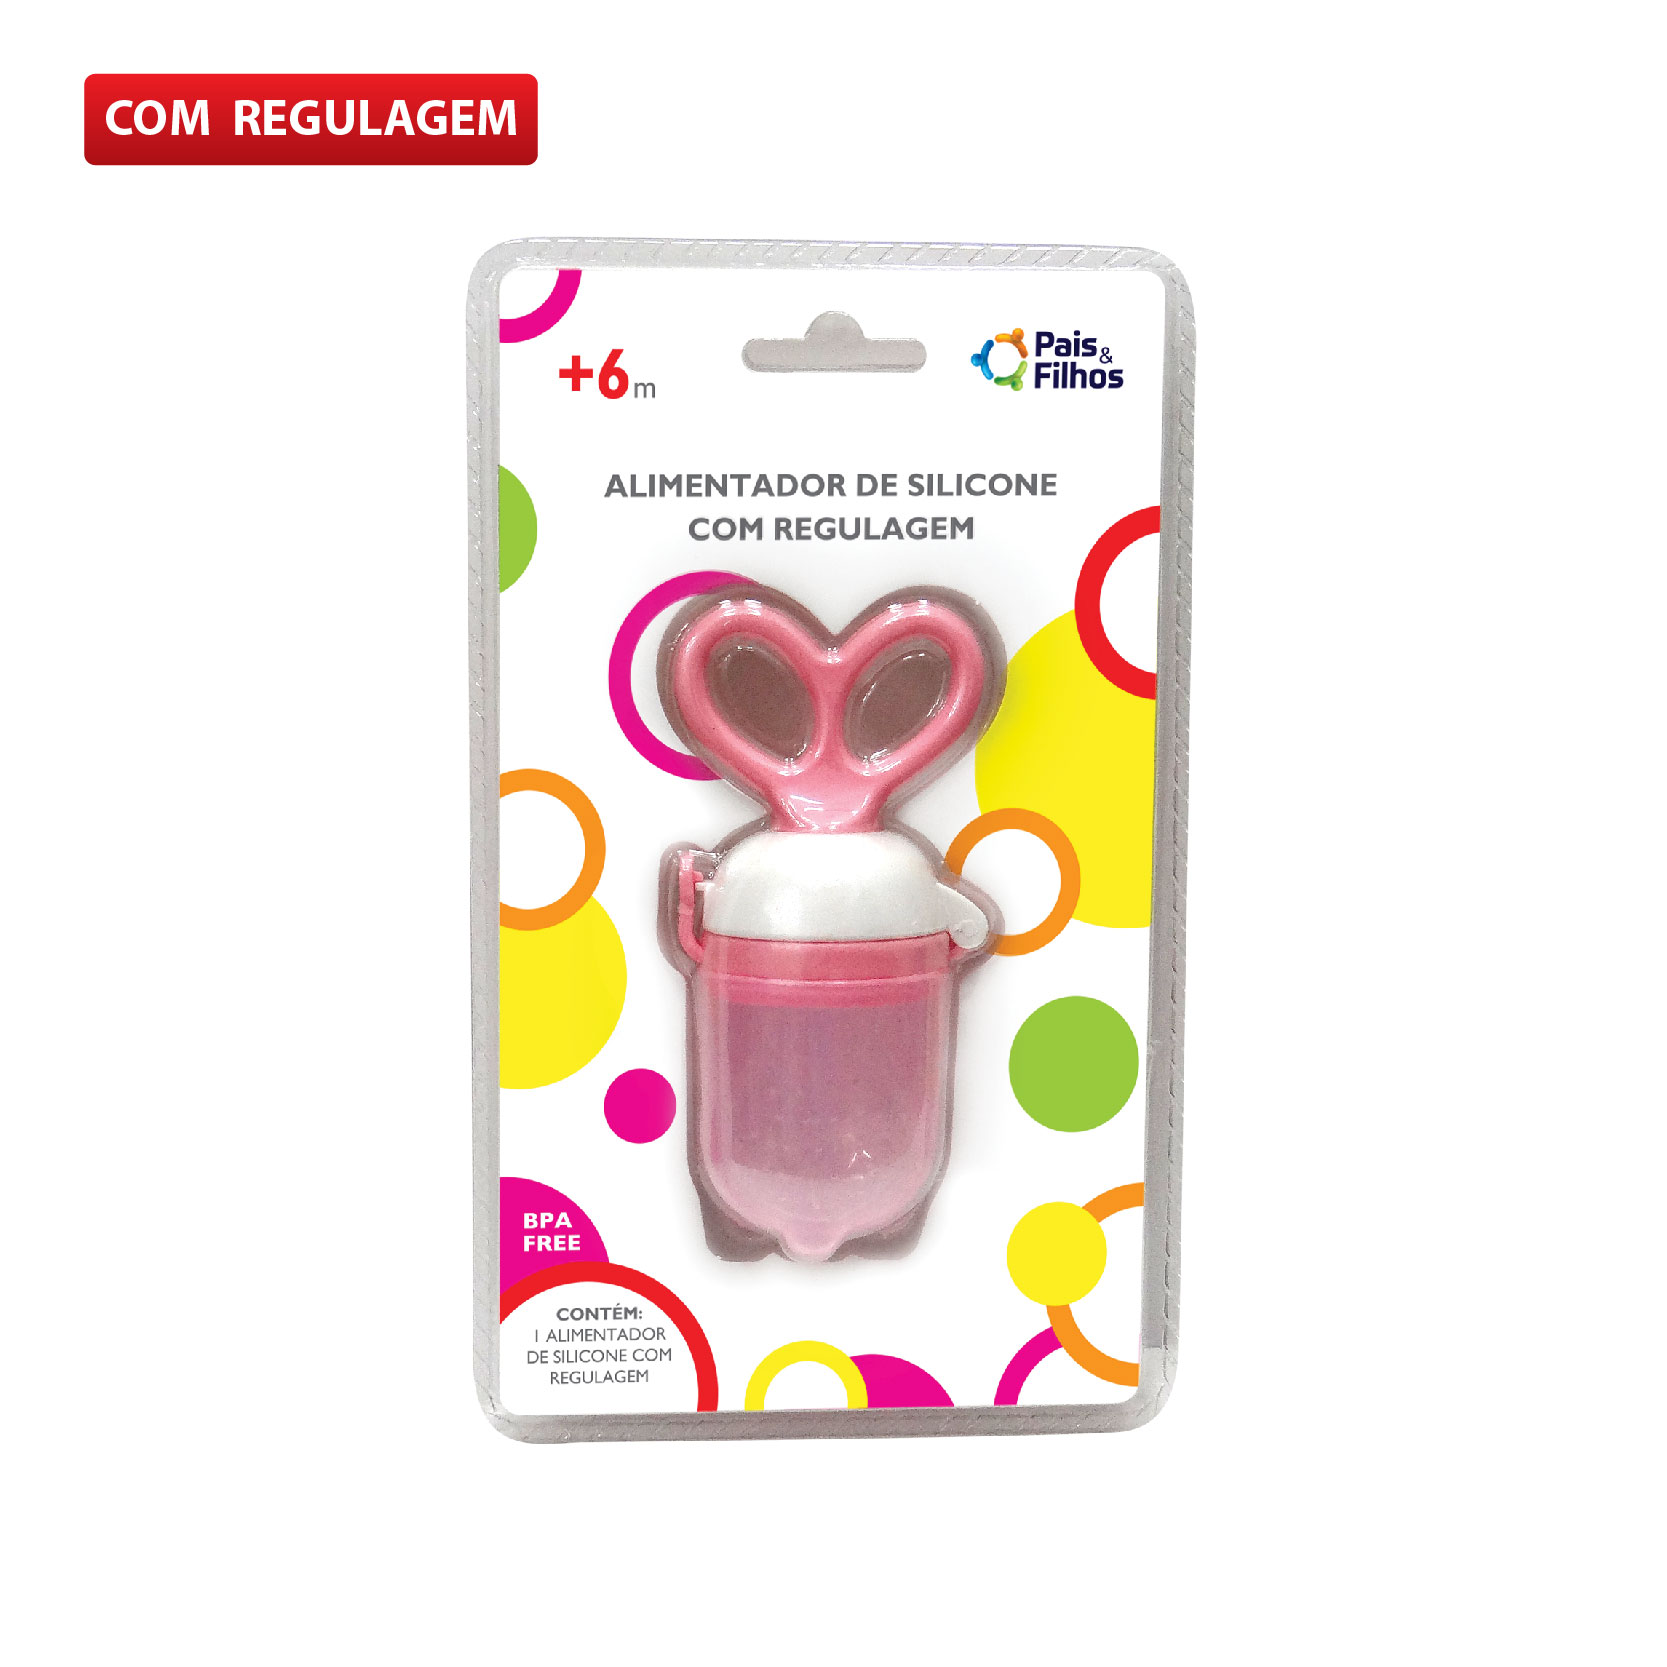 COM REGULAGEM
+6m
Pais &
Filhos
ALIMENTADOR DE SILICONE
COM REGULAGEM
BPA
FREE
CONTÉM:
1 ALIMENTADOR
DE SILICONE COM
REGULAGEM